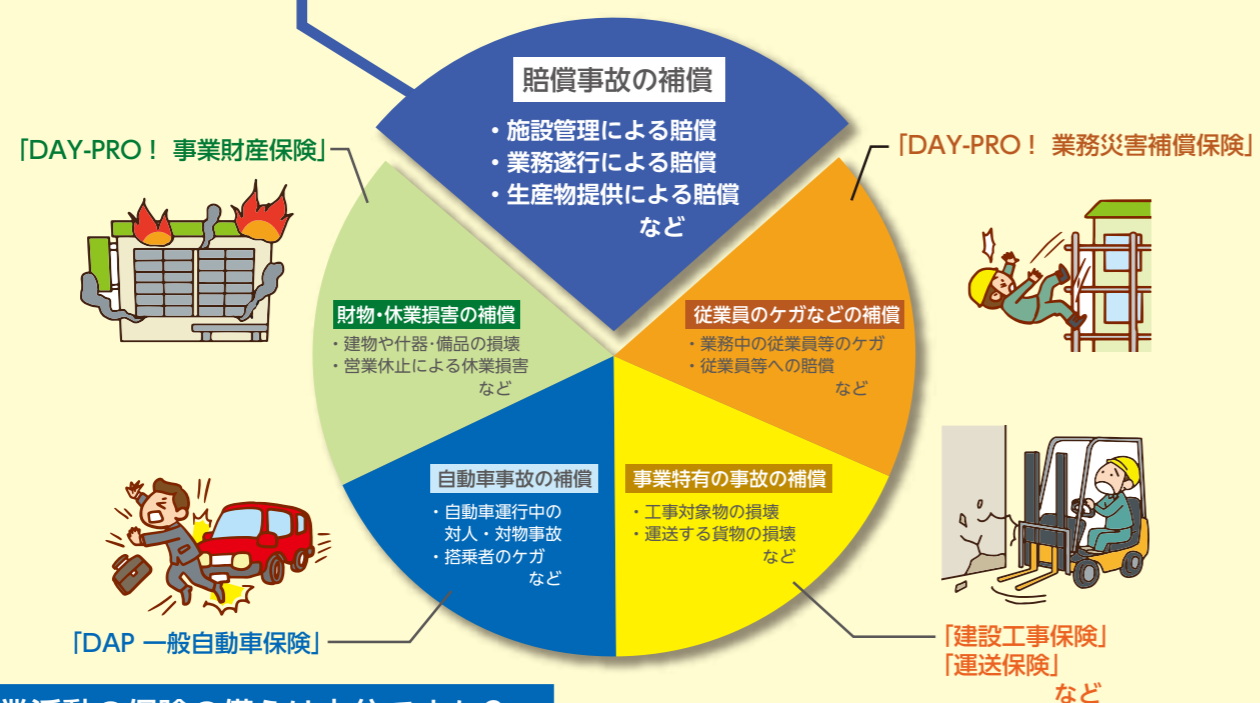 賠償事故の補償
・施設管理による賠償
・業務遂行による賠償
・生産物提供による賠償
など
「DAY-PRO！ 事業財産保険」
「DAY-PRO！ 業務災害補償保険」
財物・休業損害の補償
・建物や什器・備品の損壊
・営業休止による休業損害
など
従業員のケガなどの補償
・業務中の従業員等のケガ
・従業員等への賠償
など
自動車事故の補償
・自動車運行中の
対人・対物事故
・搭乗者のケガ
など
事業特有の事故の補償
・工事対象物の損壊
・運送する貨物の損壊
など
「DAP 一般自動車保険」
「建設工事保険」
「運送保険」
など